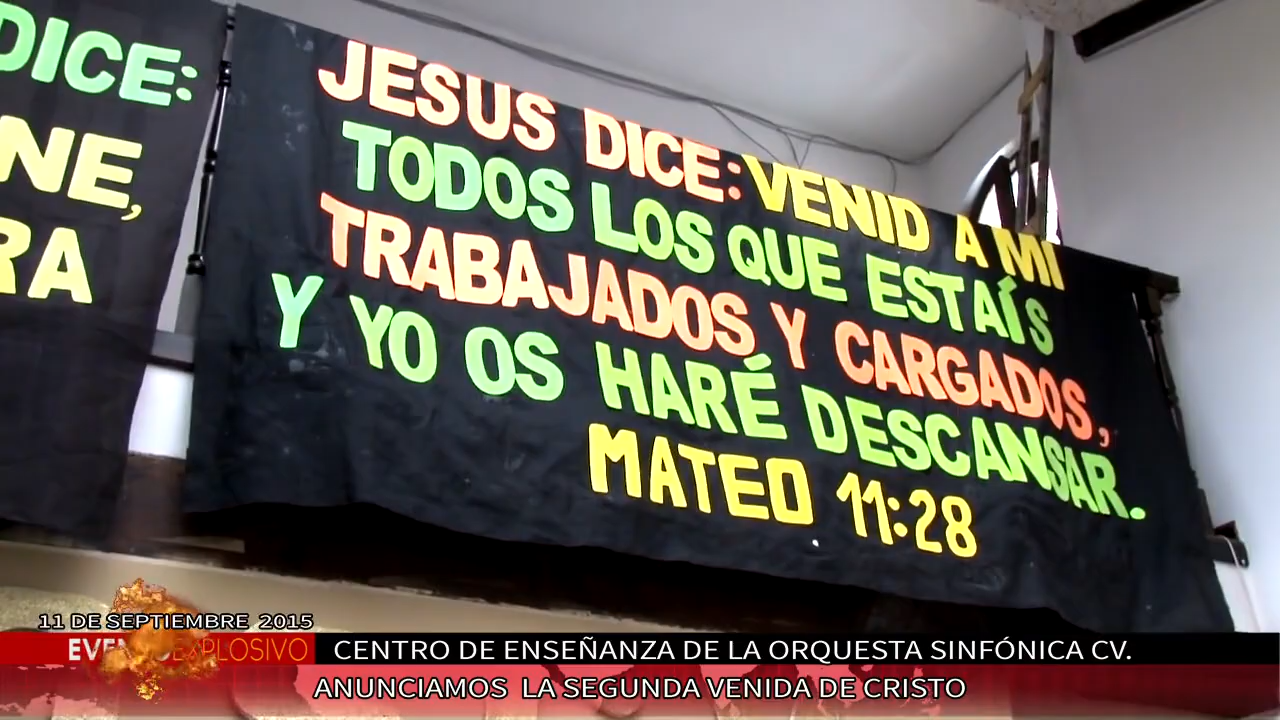 DICE:
NE,
RA
JESUS DICE: VENID A MI
TODOS LOS QUE ESTAÍS
TRABAJADOS Y CARGADOS,
Y YO OS HARÉ DESCANSAR.
MATEO 11:28
11 DE SEPTIEMBRE 2015
EXPLOSIVO
CENTRO DE ENSEÑANZA DE LA ORQUESTA SINFÓNICA CV.
ANUNCIAMOS LA SEGUNDA VENIDA DE CRISTO